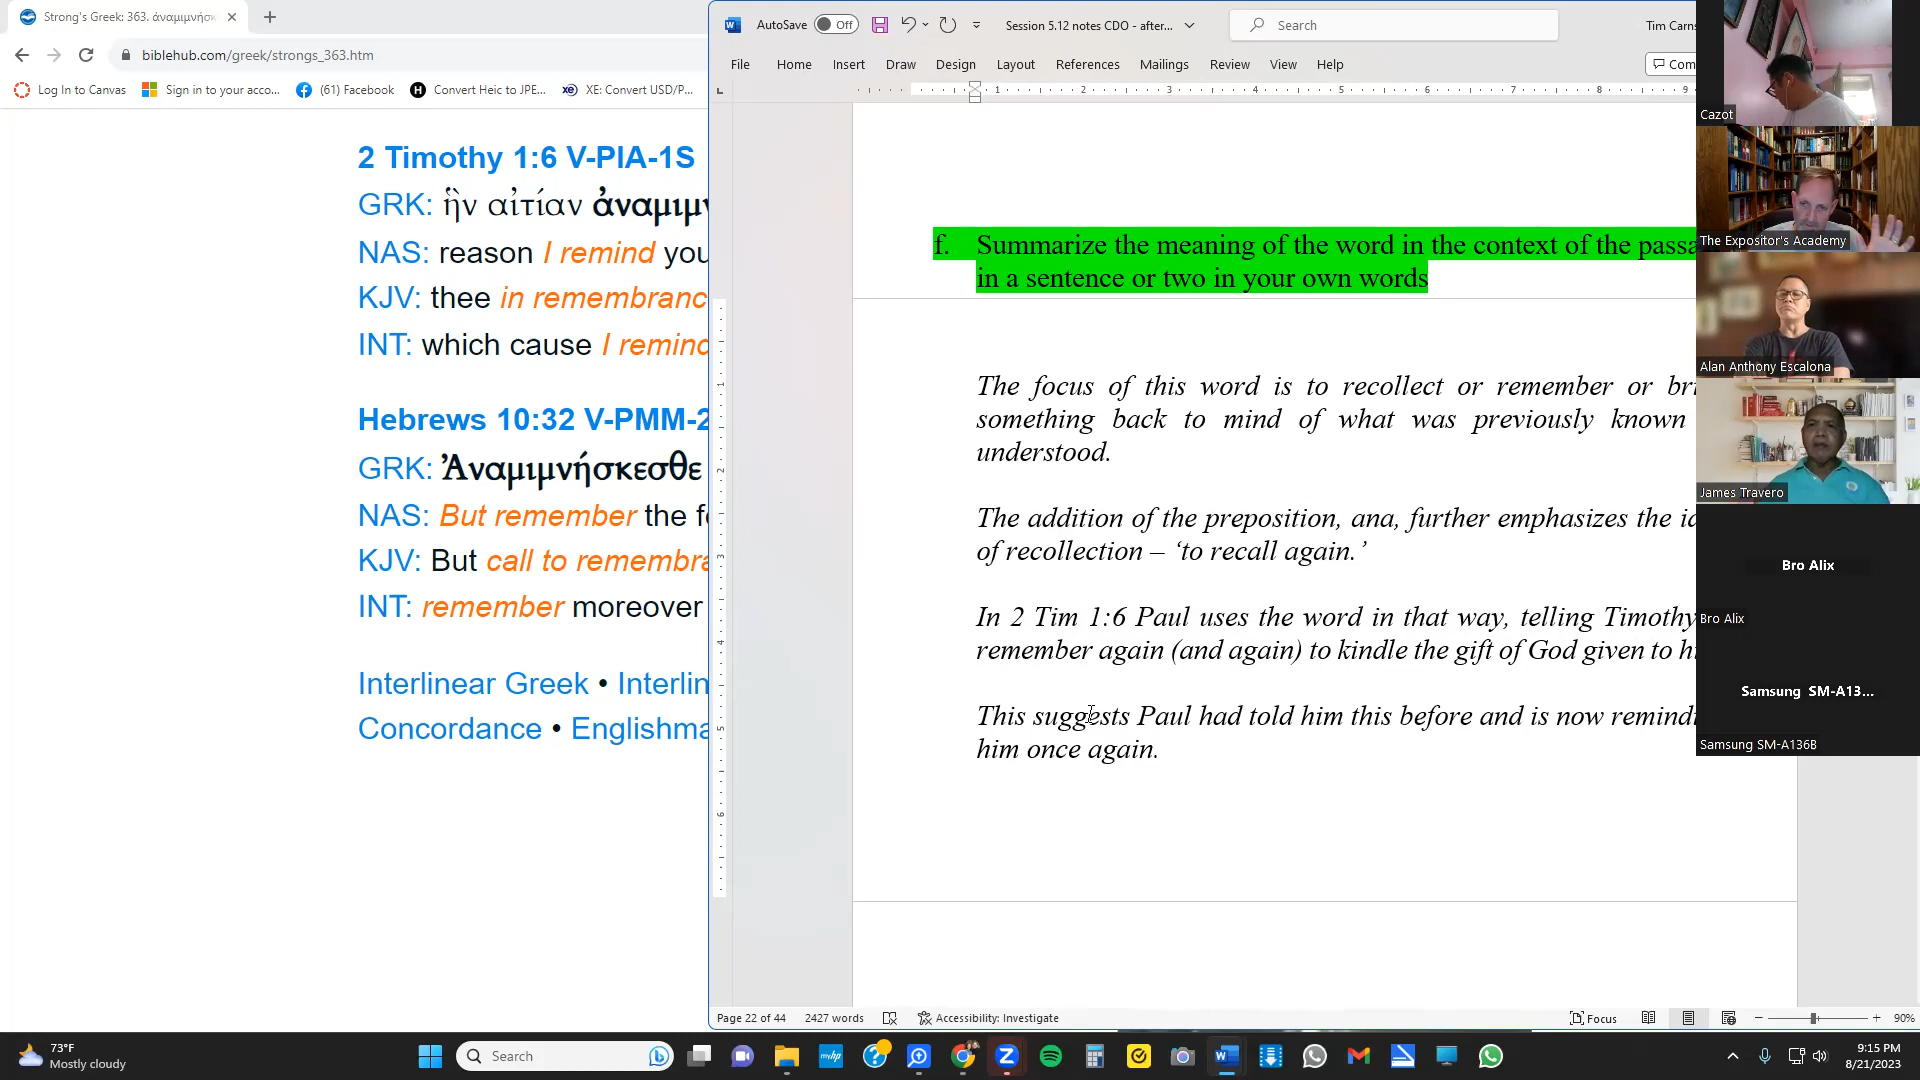 Strong's Greek: 363. ἀναμιμνήσκ
biblehub.com/greek/strongs_363.htm
Log In to Canvas
Sign in to your acco...
(61) Facebook
Convert Heic to JPE...
XE: Convert USD/P...
2 Timothy 1:6 V-PIA-1S
GRK: ἣν αἰτίαν ἀναμιμν
NAS: reason I remind you
KJV: thee in remembranc
INT: which cause I remind
Hebrews 10:32 V-PMM-2
GRK: Ἀναμιμνήσκεσθε
NAS: But remember the fo
KJV: But call to remembra
INT: remember moreover
Interlinear Greek • Interlin
Concordance • Englishma
AutoSave Off
Session 5.12 notes CDO - after...
Search
Tim Carns
File Home Insert Draw Design Layout References Mailings Review View Help
Com
f. Summarize the meaning of the word in the context of the passa
in a sentence or two in your own words
The focus of this word is to recollect or remember or bri
something back to mind of what was previously known
understood.
The addition of the preposition, ana, further emphasizes the id
of recollection – ‘to recall again.’
In 2 Tim 1:6 Paul uses the word in that way, telling Timothy
remember again (and again) to kindle the gift of God given to hi
This suggests Paul had told him this before and is now remindi
him once again.
Page 22 of 44
2427 words
Accessibility: Investigate
Focus
90%
Cazot
The Expositor's Academy
Alan Anthony Escalona
James Travero
Bro Alix
Bro Alix
Samsung SM-A13...
Samsung SM-A136B
73°F
Mostly cloudy
Search
9:15 PM
8/21/2023